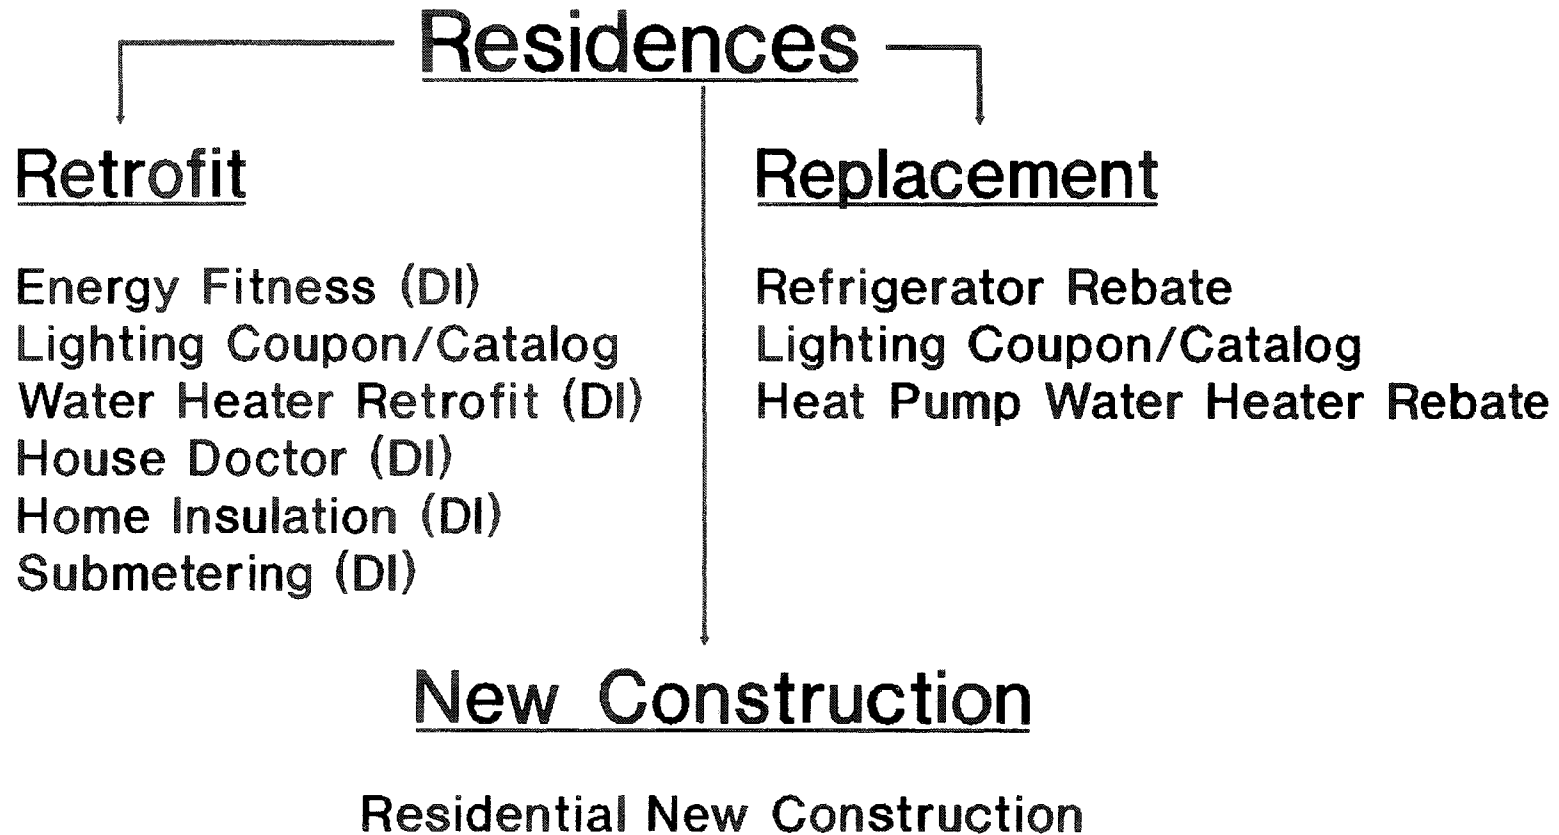 Residences
Retrofit
Energy Fitness (DI)
Lighting Coupon/Catalog
Water Heater Retrofit (DI)
House Doctor (DI)
Home Insulation (DI)
Submetering (DI)
Replacement
Refrigerator Rebate
Lighting Coupon/Catalog
Heat Pump Water Heater Rebate
New Construction
Residential New Construction